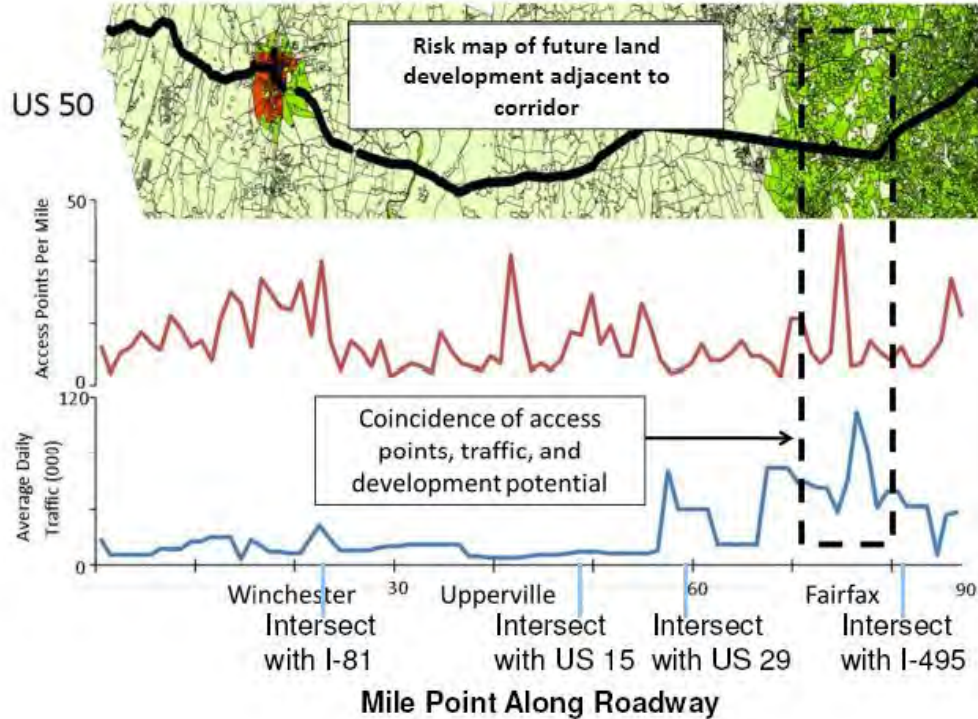 Risk map of future land
development adjacent to
corridor
US 50
50
Access Points Per Mile
0
120
Coincidence of access
points, traffic, and
development potential
Average Daily
Traffic (000)
0
Winchester 30 Upperville 60 Fairfax 90
Intersect
with I-81
Intersect
with US 15
Intersect
with US 29
Intersect
with I-495
Mile Point Along Roadway